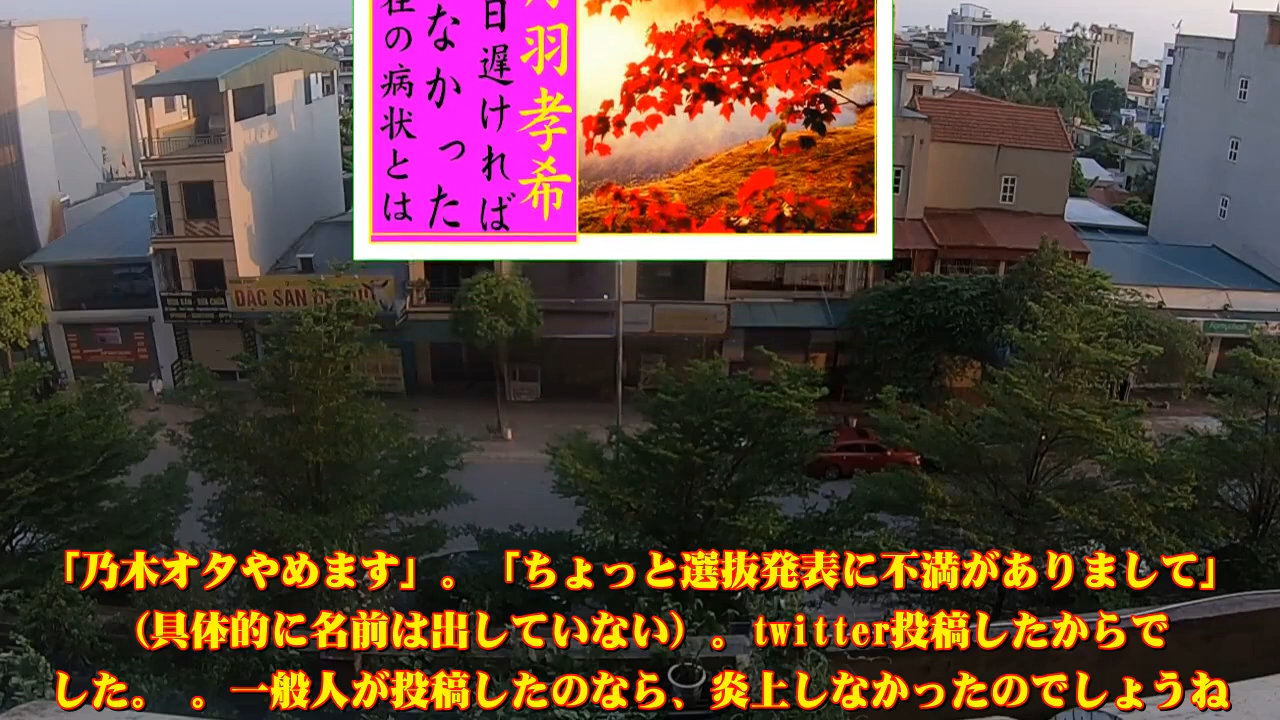 羽孝希
日遅ければ
なかった
の病状とは
ĐẶC SẢN
「乃木オタやめます」。「ちょっと選抜発表に不満がありまして」
（具体的に名前は出していない）。twitter投稿したからで
した。 。一般人が投稿したのなら、炎上しなかったのでしょうね